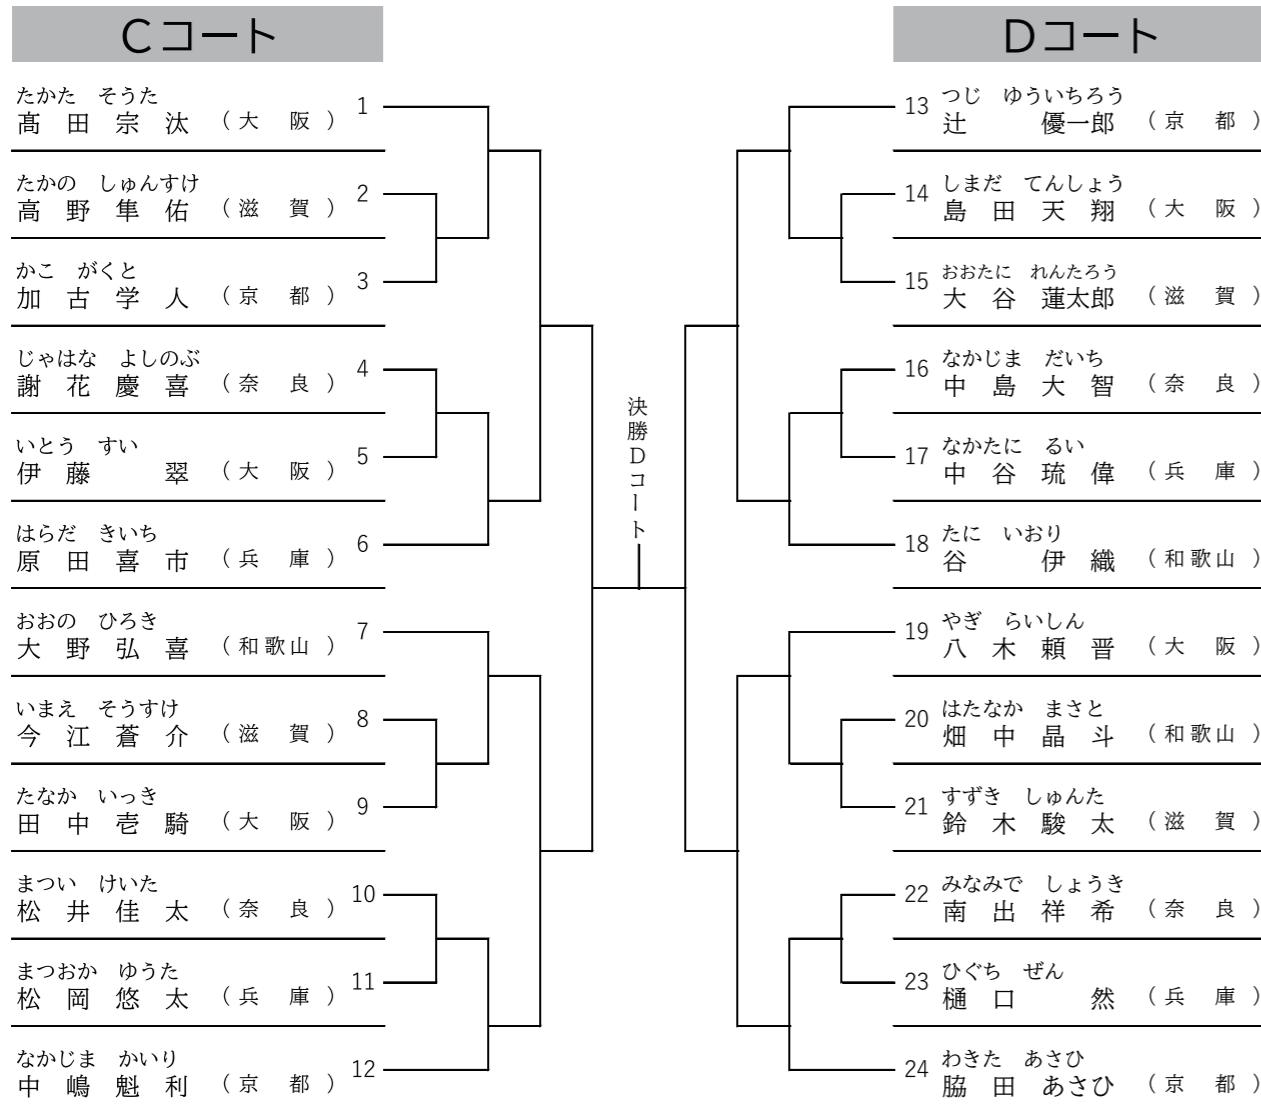 Cコート
たかた そうた
髙田宗汰 (大阪) 1
たかの しゅんすけ
高野隼佑 (滋賀) 2
かこ がくと
加古学人 (京都) 3
じゃはな よしのぶ
謝花慶喜 (奈良) 4
いとう すい
伊藤 翠 (大阪) 5
はらだ きいち
原田喜市 (兵庫) 6
おおの ひろき
大野弘喜 (和歌山) 7
いまえ そうすけ
今江蒼介 (滋賀) 8
たなか いっき
田中壱騎 (大阪) 9
まつい けいた
松井佳太 (奈良) 10
まつおか ゆうた
松岡悠太 (兵庫) 11
なかじま かいり
中嶋魁利 (京都) 12
決勝Dコート
Dコート
つじ ゆういちろう
13 辻 優一郎 (京都)
しまだ てんしょう
14 島田天翔 (大阪)
おおたに れんたろう
15 大谷 蓮太郎 (滋賀)
なかじま だいち
16 中島大智 (奈良)
なかたに るい
17 中谷琉偉 (兵庫)
たに いおり
18 谷 伊織 (和歌山)
やぎ らいしん
19 八木頼晋 (大阪)
はたなか まさと
20 畑中晶斗 (和歌山)
すずき しゅんた
21 鈴木駿太 (滋賀)
みなみで しょうき
22 南出祥希 (奈良)
ひぐち ぜん
23 樋口 然 (兵庫)
わきた あさひ
24 脇田 あさひ (京都)